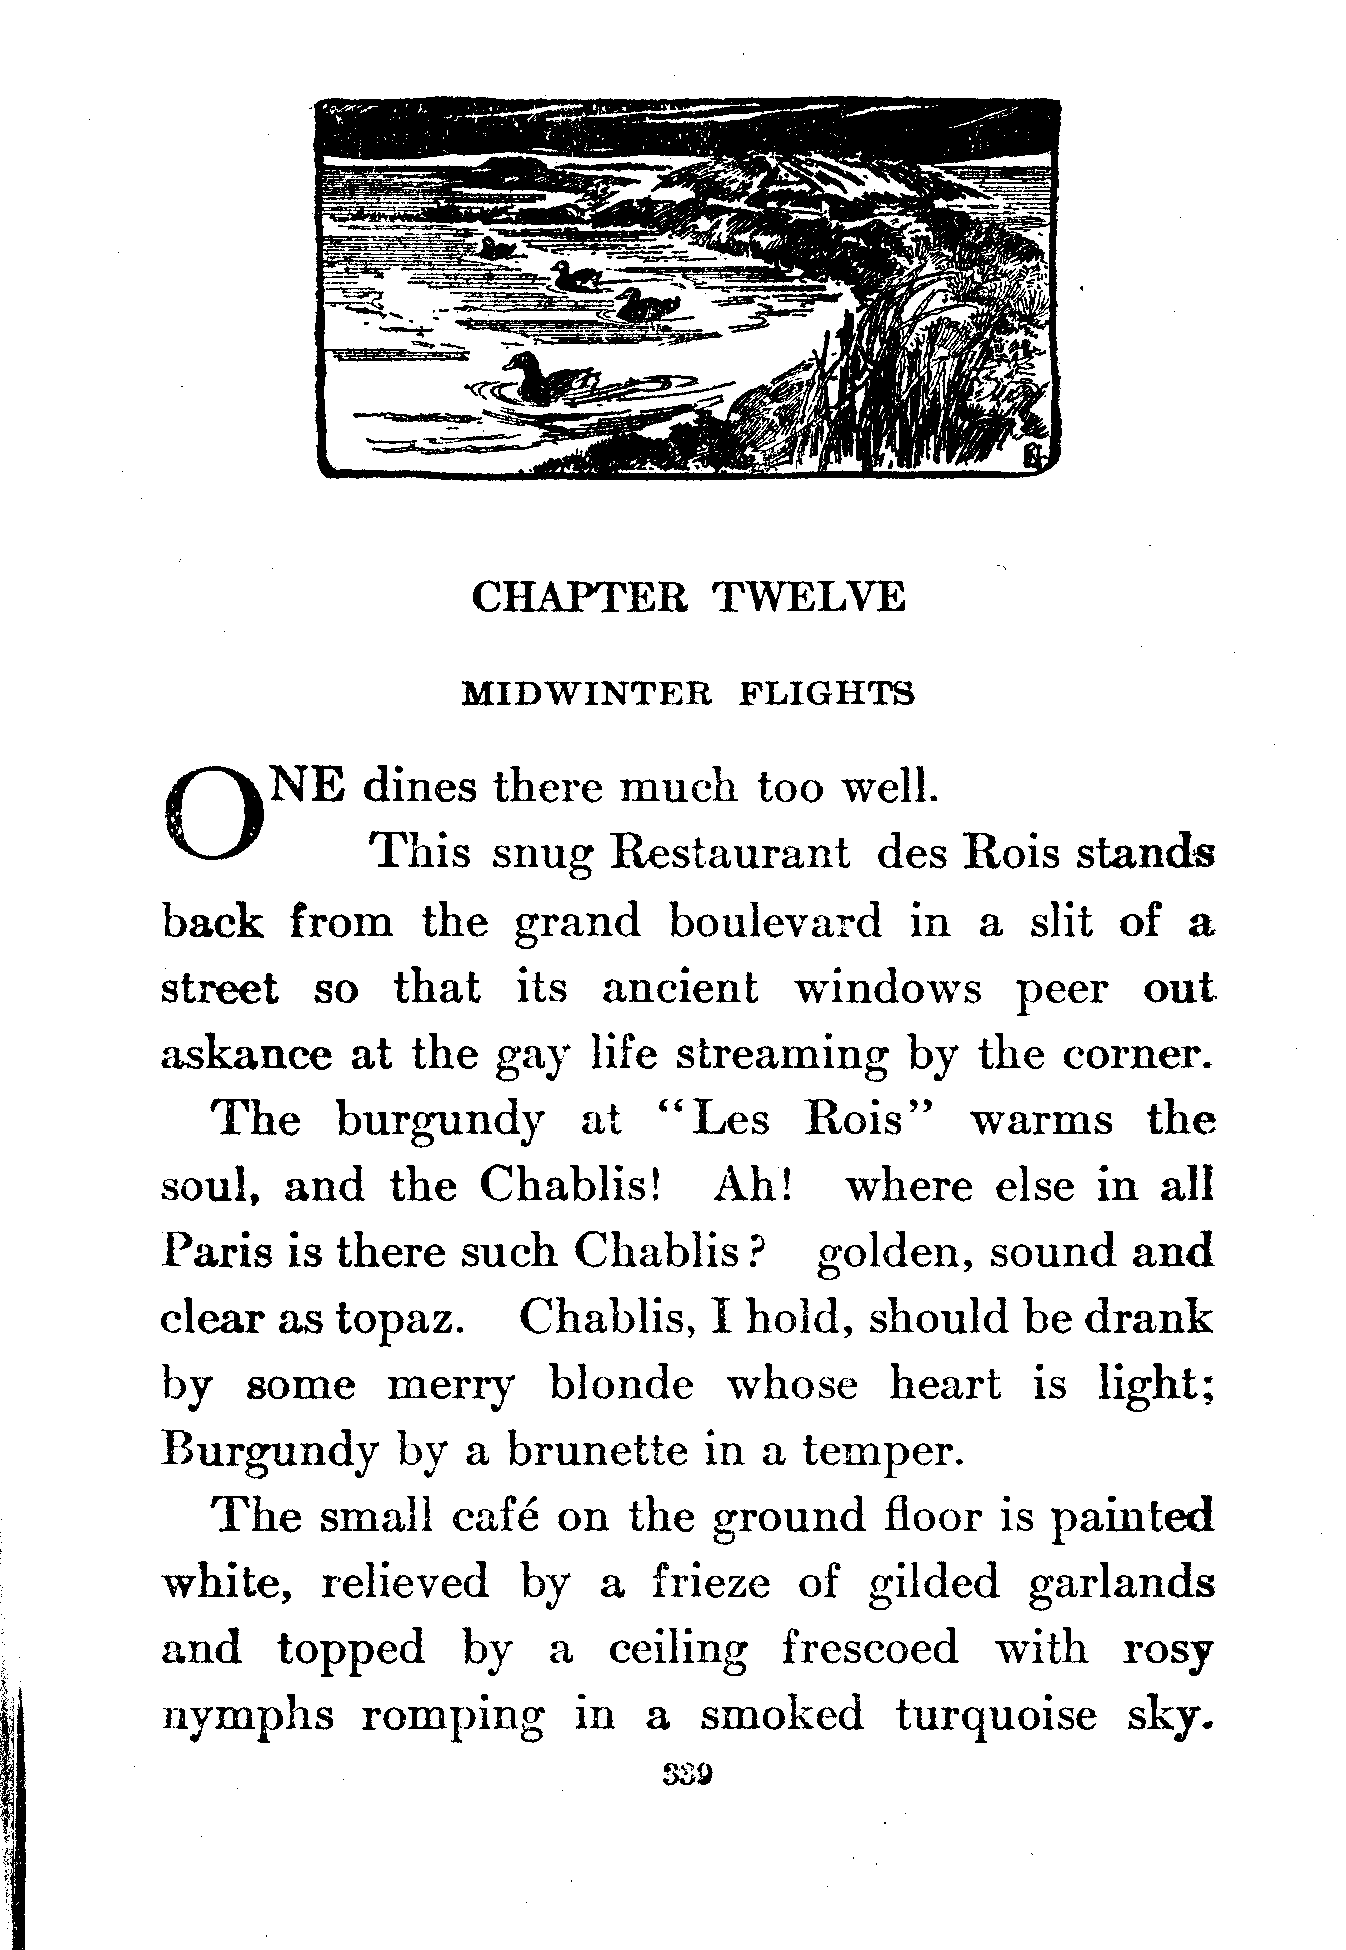 CHAPTER TWELVE
MIDWINTER FLIGHTS
ONE dines there much too well.
This snug Restaurant des Rois stands
back from the grand boulevard in a slit of a
street so that its ancient windows peer out
askance at the gay life streaming by the corner.
The burgundy at “Les Rois” warms the
soul, and the Chablis! Ah! where else in all
Paris is there such Chablis? golden, sound and
clear as topaz. Chablis, I hold, should be drank
by some merry blonde whose heart is light;
Burgundy by a brunette in a temper.
The small café on the ground floor is painted
white, relieved by a frieze of gilded garlands
and topped by a ceiling frescoed with rosy
nymphs romping in a smoked turquoise sky.
339